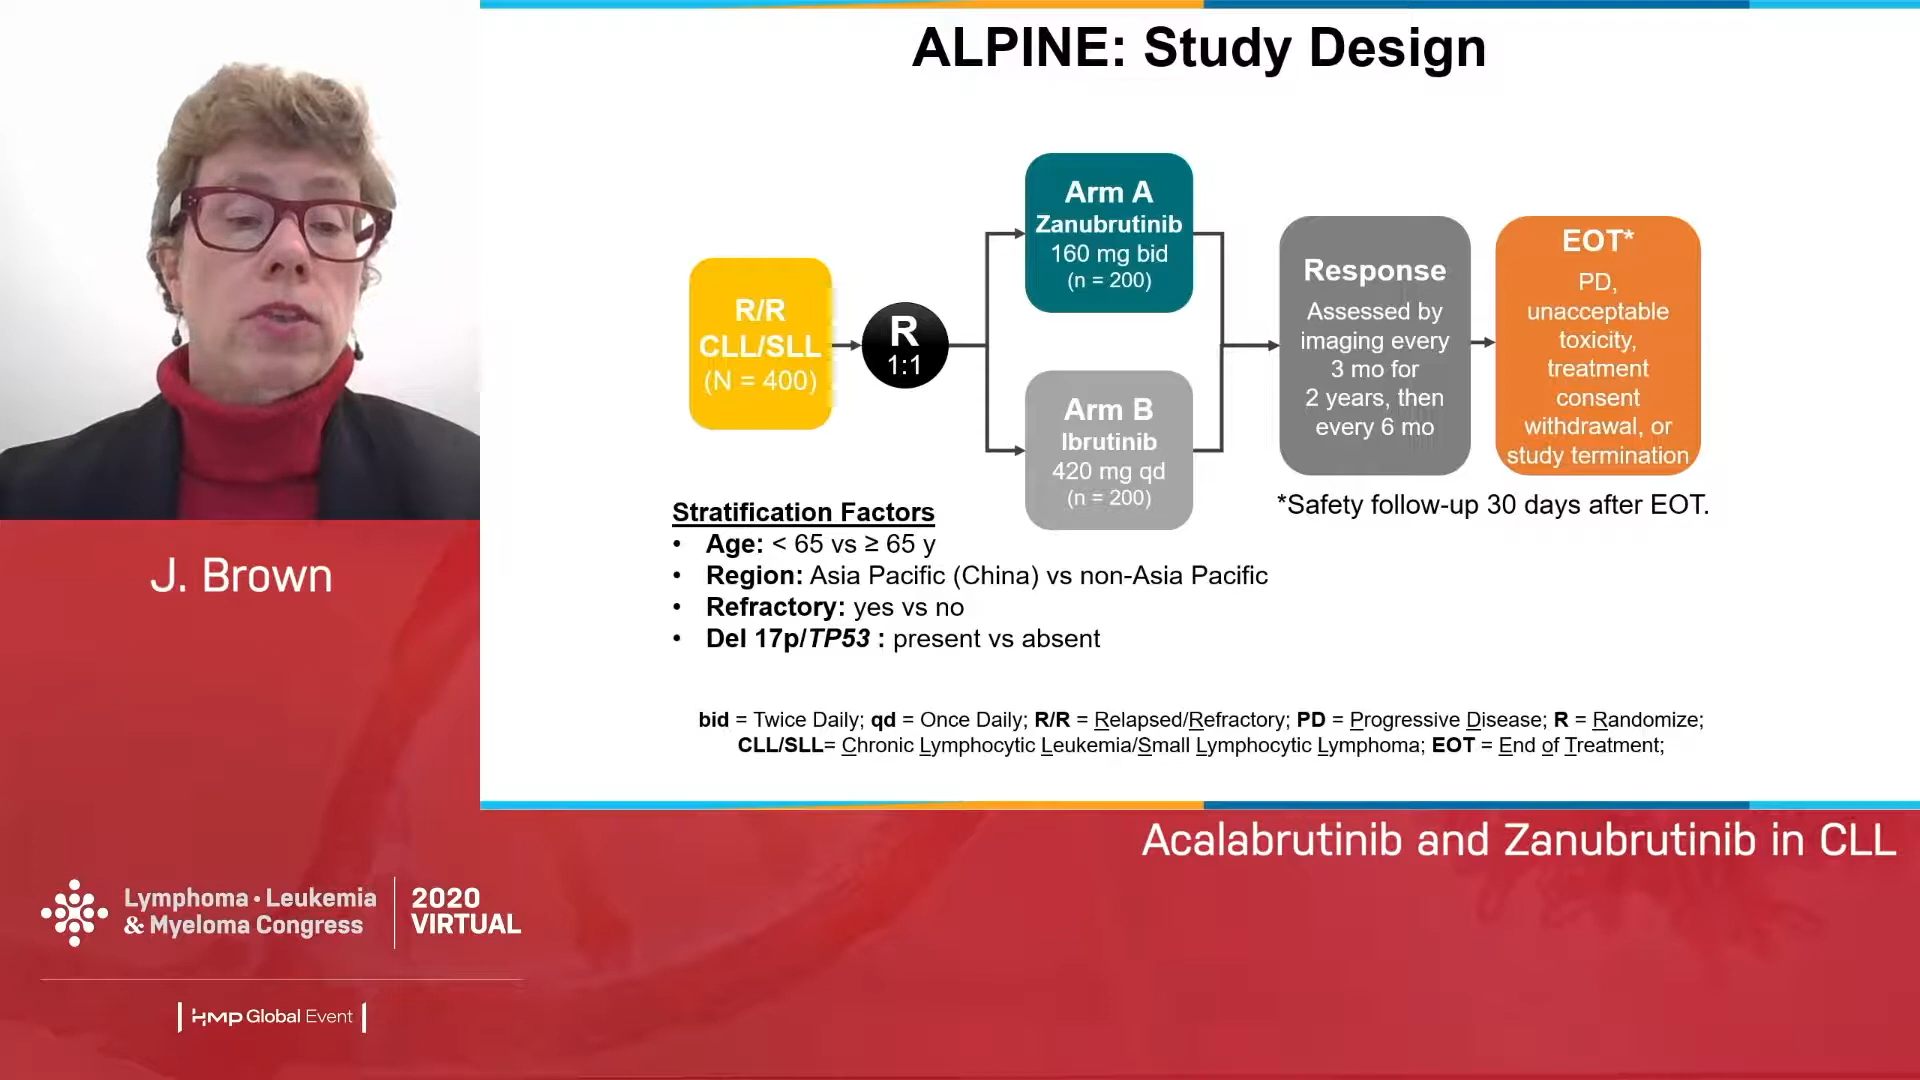 ALPINE: Study Design
R/R
CLL/SLL
(N = 400)
R
1:1
Arm A
Zanubrutinib
160 mg bid
(n = 200)
Arm B
Ibrutinib
420 mg qd
(n = 200)
Response
Assessed by
imaging every
3 mo for
2 years, then
every 6 mo
EOT*
PD,
unacceptable
toxicity,
treatment
consent
withdrawal, or
study termination
*Safety follow-up 30 days after EOT.
Stratification Factors
• Age: < 65 vs ≥ 65 y
• Region: Asia Pacific (China) vs non-Asia Pacific
• Refractory: yes vs no
• Del 17p/TP53 : present vs absent
bid = Twice Daily; qd = Once Daily; R/R = Relapsed/Refractory; PD = Progressive Disease; R = Randomize;
CLL/SLL= Chronic Lymphocytic Leukemia/Small Lymphocytic Lymphoma; EOT = End of Treatment;
J. Brown
Acalabrutinib and Zanubrutinib in CLL
Lymphoma • Leukemia
& Myeloma Congress
2020
VIRTUAL
HMP Global Event